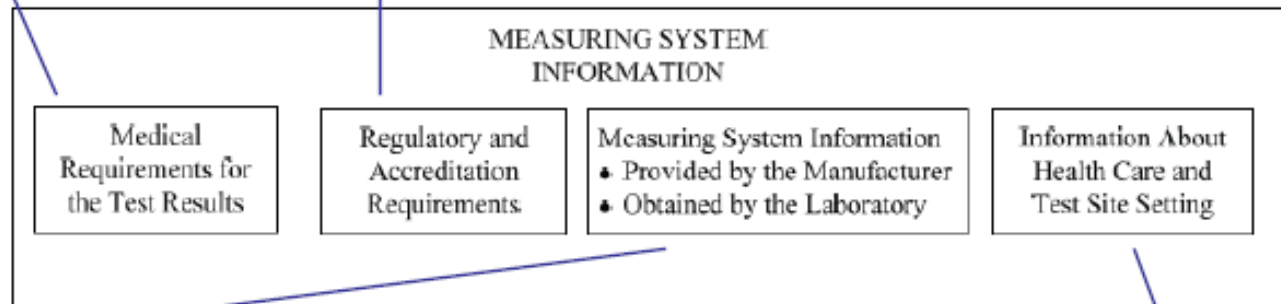 MEASURING SYSTEM
INFORMATION
Medical
Requirements for
the Test Results
Regulatory and
Accreditation
Requirements
Measuring System Information
• Provided by the Manufacturer
• Obtained by the Laboratory
Information About
Health Care and
Test Site Setting